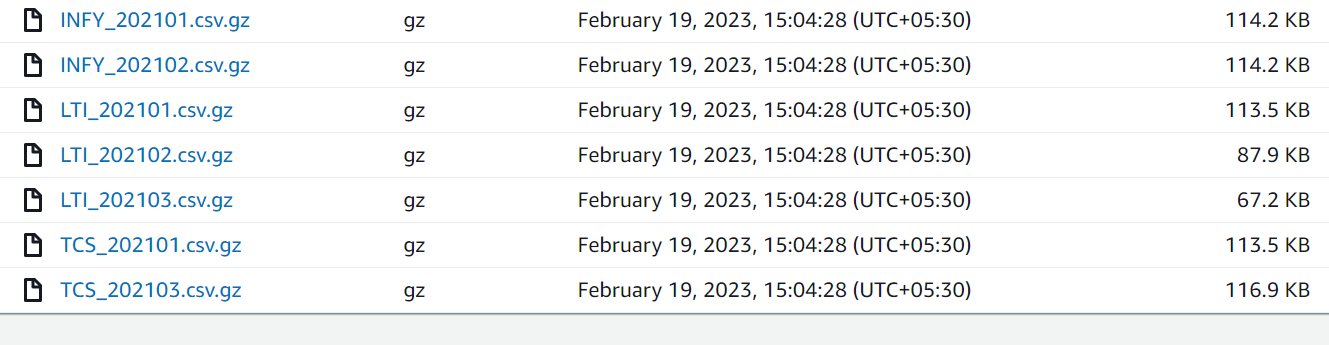 INFY_202101.csv.gz gz February 19, 2023, 15:04:28 (UTC+05:30) 114.2 KB
INFY_202102.csv.gz gz February 19, 2023, 15:04:28 (UTC+05:30) 114.2 KB
LTI_202101.csv.gz gz February 19, 2023, 15:04:28 (UTC+05:30) 113.5 KB
LTI_202102.csv.gz gz February 19, 2023, 15:04:28 (UTC+05:30) 87.9 KB
LTI_202103.csv.gz gz February 19, 2023, 15:04:28 (UTC+05:30) 67.2 KB
TCS_202101.csv.gz gz February 19, 2023, 15:04:28 (UTC+05:30) 113.5 KB
TCS_202103.csv.gz gz February 19, 2023, 15:04:28 (UTC+05:30) 116.9 KB